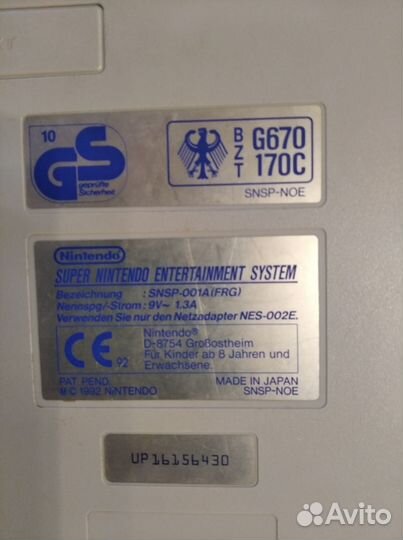 10
GS
geprüfte
Sicherheit
BZT
G670
170C
SNSP-NOE
Nintendo®
SUPER NINTENDO ENTERTAINMENT SYSTEM
Bezeichnung : SNSP-001A(FRG)
Nennspg/-Strom : 9V~ 1.3A
Verwenden Sie nur den Netzadapter NES-002E.
CE 92
Nintendo®
D-8754 Großostheim
Für Kinder ab 8 Jahren und
Erwachsene.
PAT. PEND.
MADE IN JAPAN
®© 1992 NINTENDO
SNSP-NOE
UP16156430
Avito